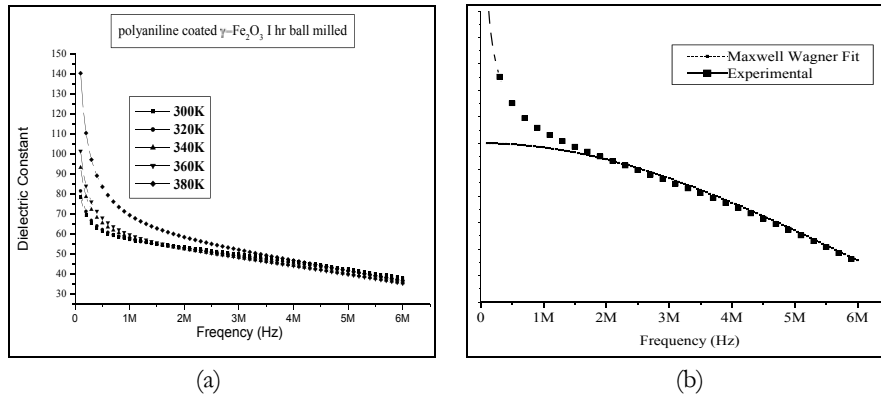 polyaniline coated γ-Fe2O3 I hr ball milled
150
140
130
120
110
100
90
80
70
60
50
40
30
Dielectric Constant
300K
320K
340K
360K
380K
0 1M 2M 3M 4M 5M 6M
Freqency (Hz)
(a)
Maxwell Wagner Fit
Experimental
0 1M 2M 3M 4M 5M 6M
Frequency (Hz)
(b)